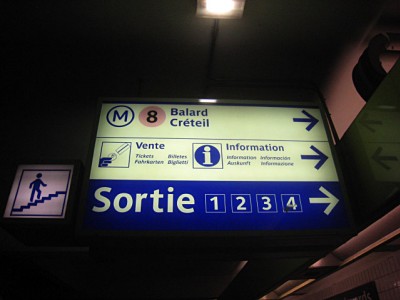 M 8 Balard
Créteil
Vente
Tickets Billetes
Fahrkarten Biglietti
i Information
Information Información
Auskunft Informazione
Sortie 1 2 3 4